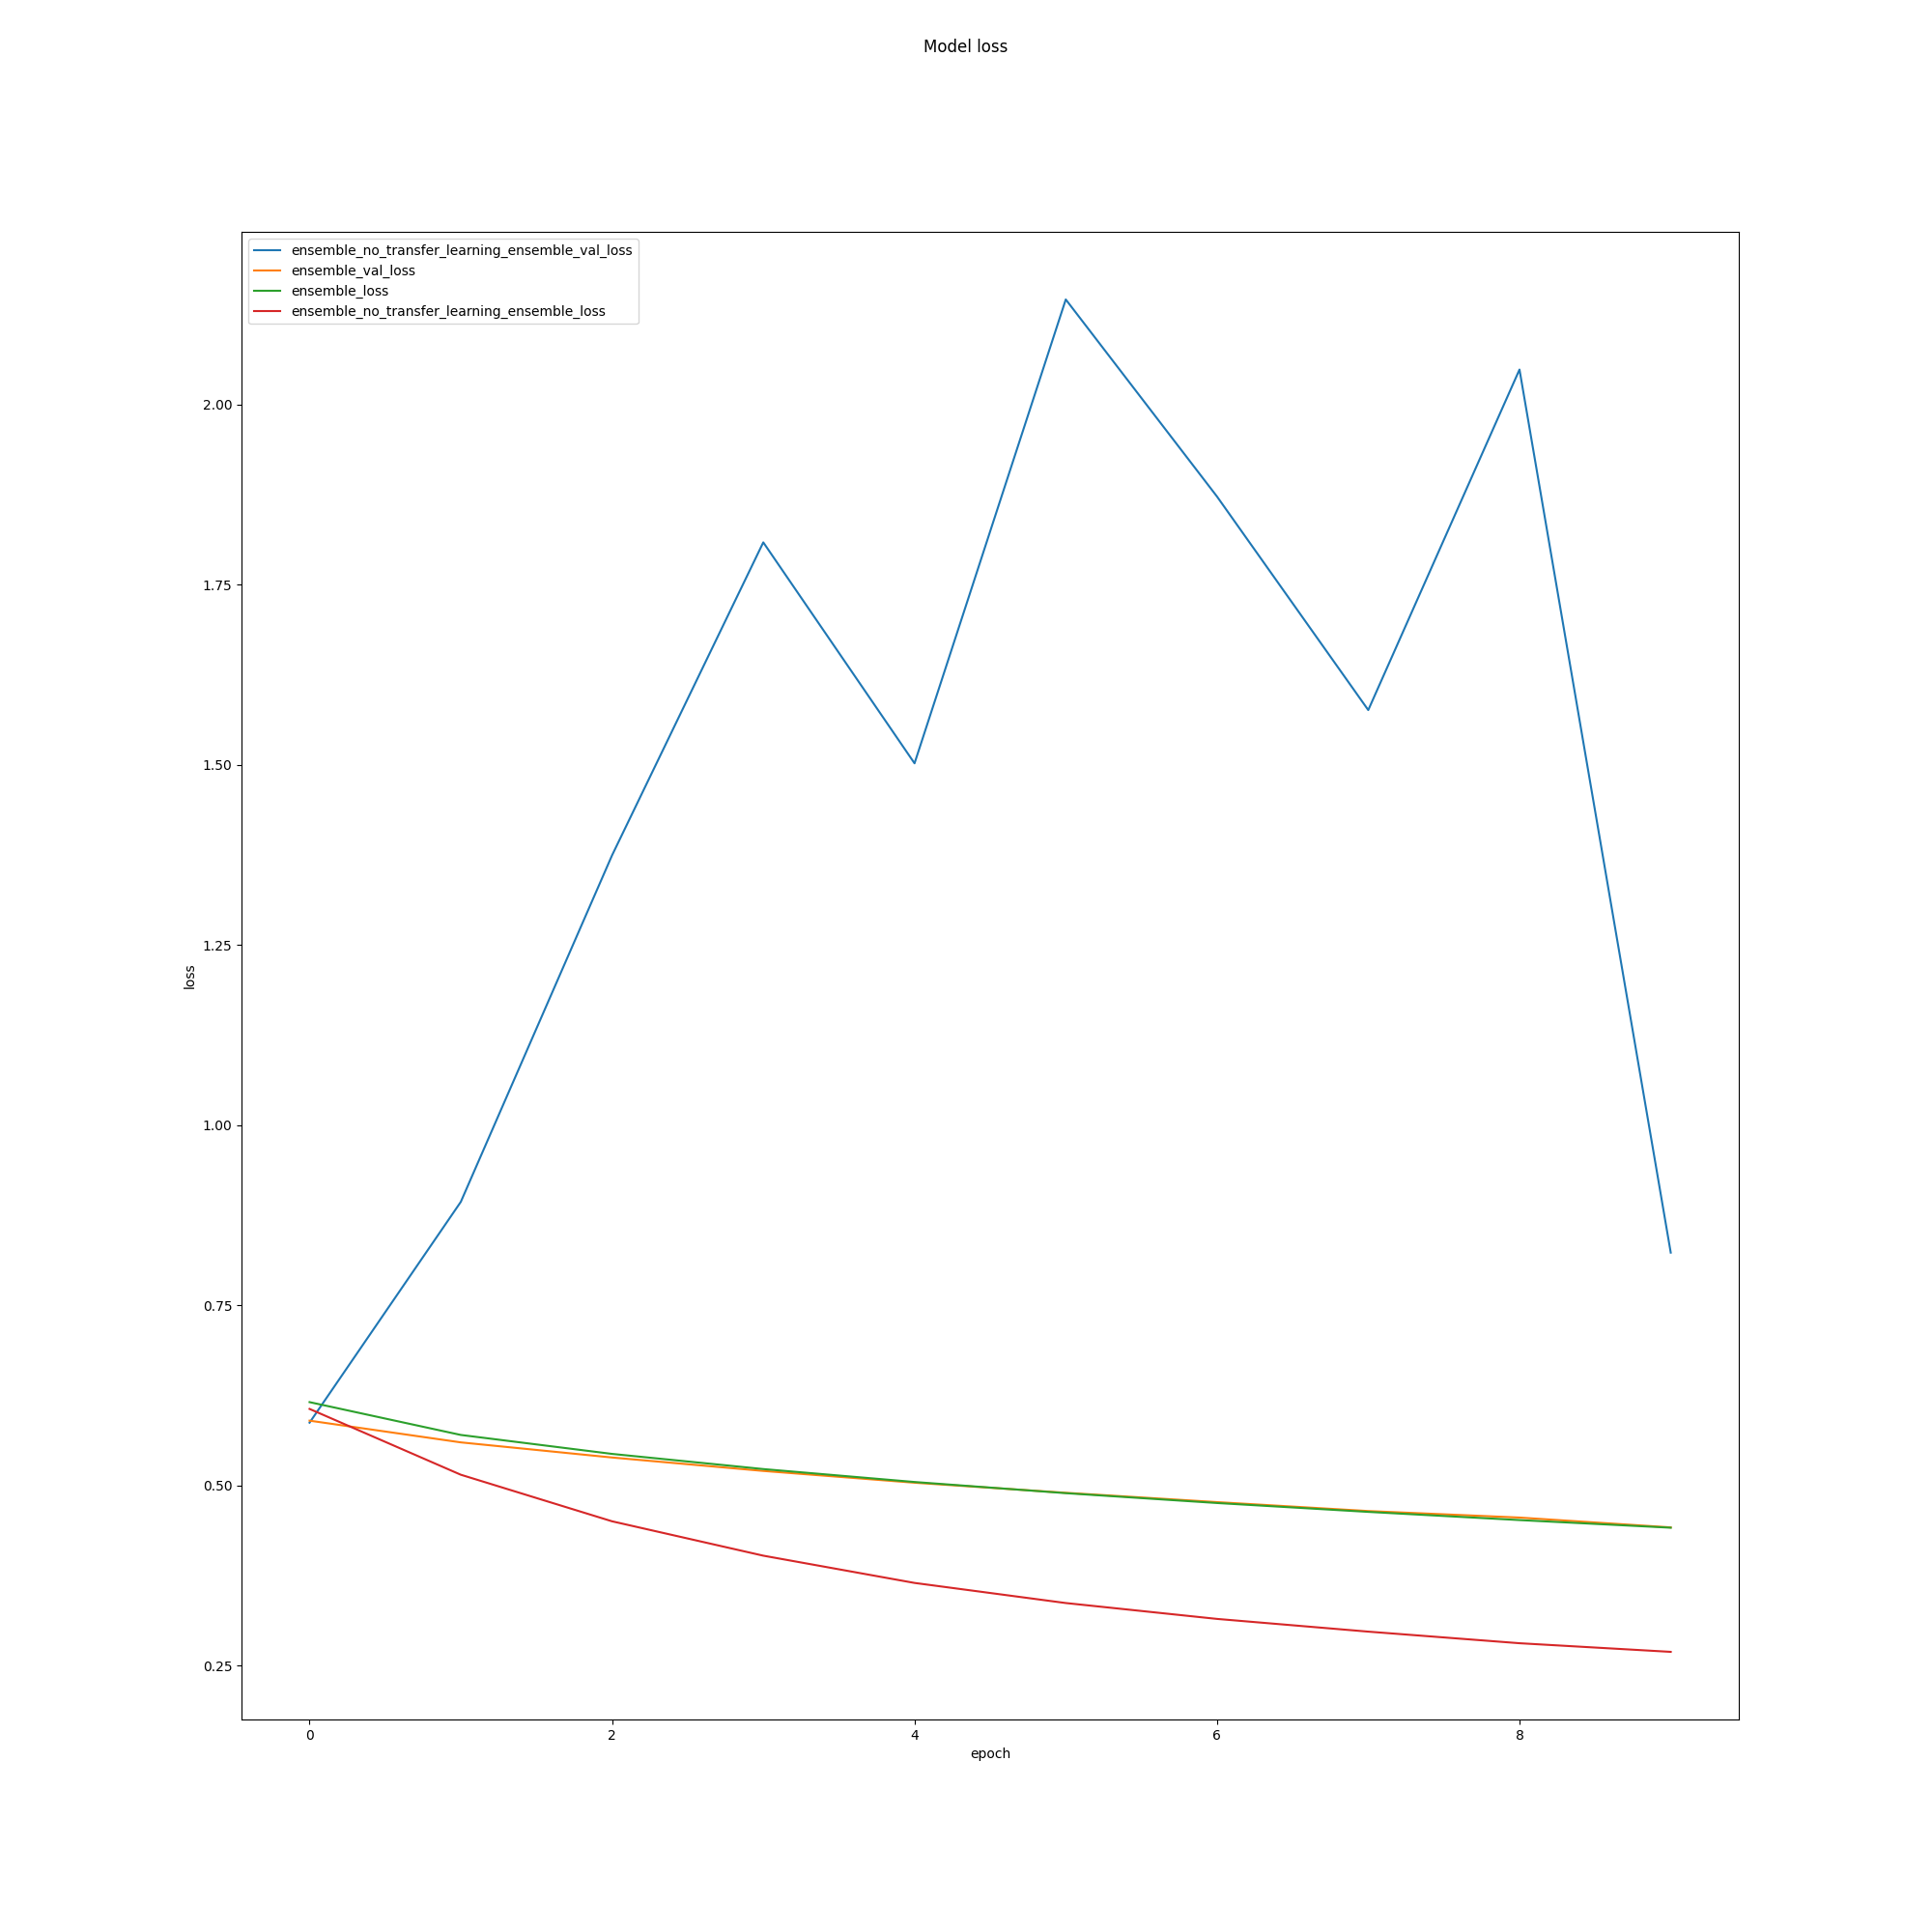 Model loss
ensemble_no_transfer_learning_ensemble_val_loss
ensemble_val_loss
ensemble_loss
ensemble_no_transfer_learning_ensemble_loss
2.00
1.75
1.50
1.25
1.00
0.75
0.50
0.25
loss
0 2 4 6 8
epoch